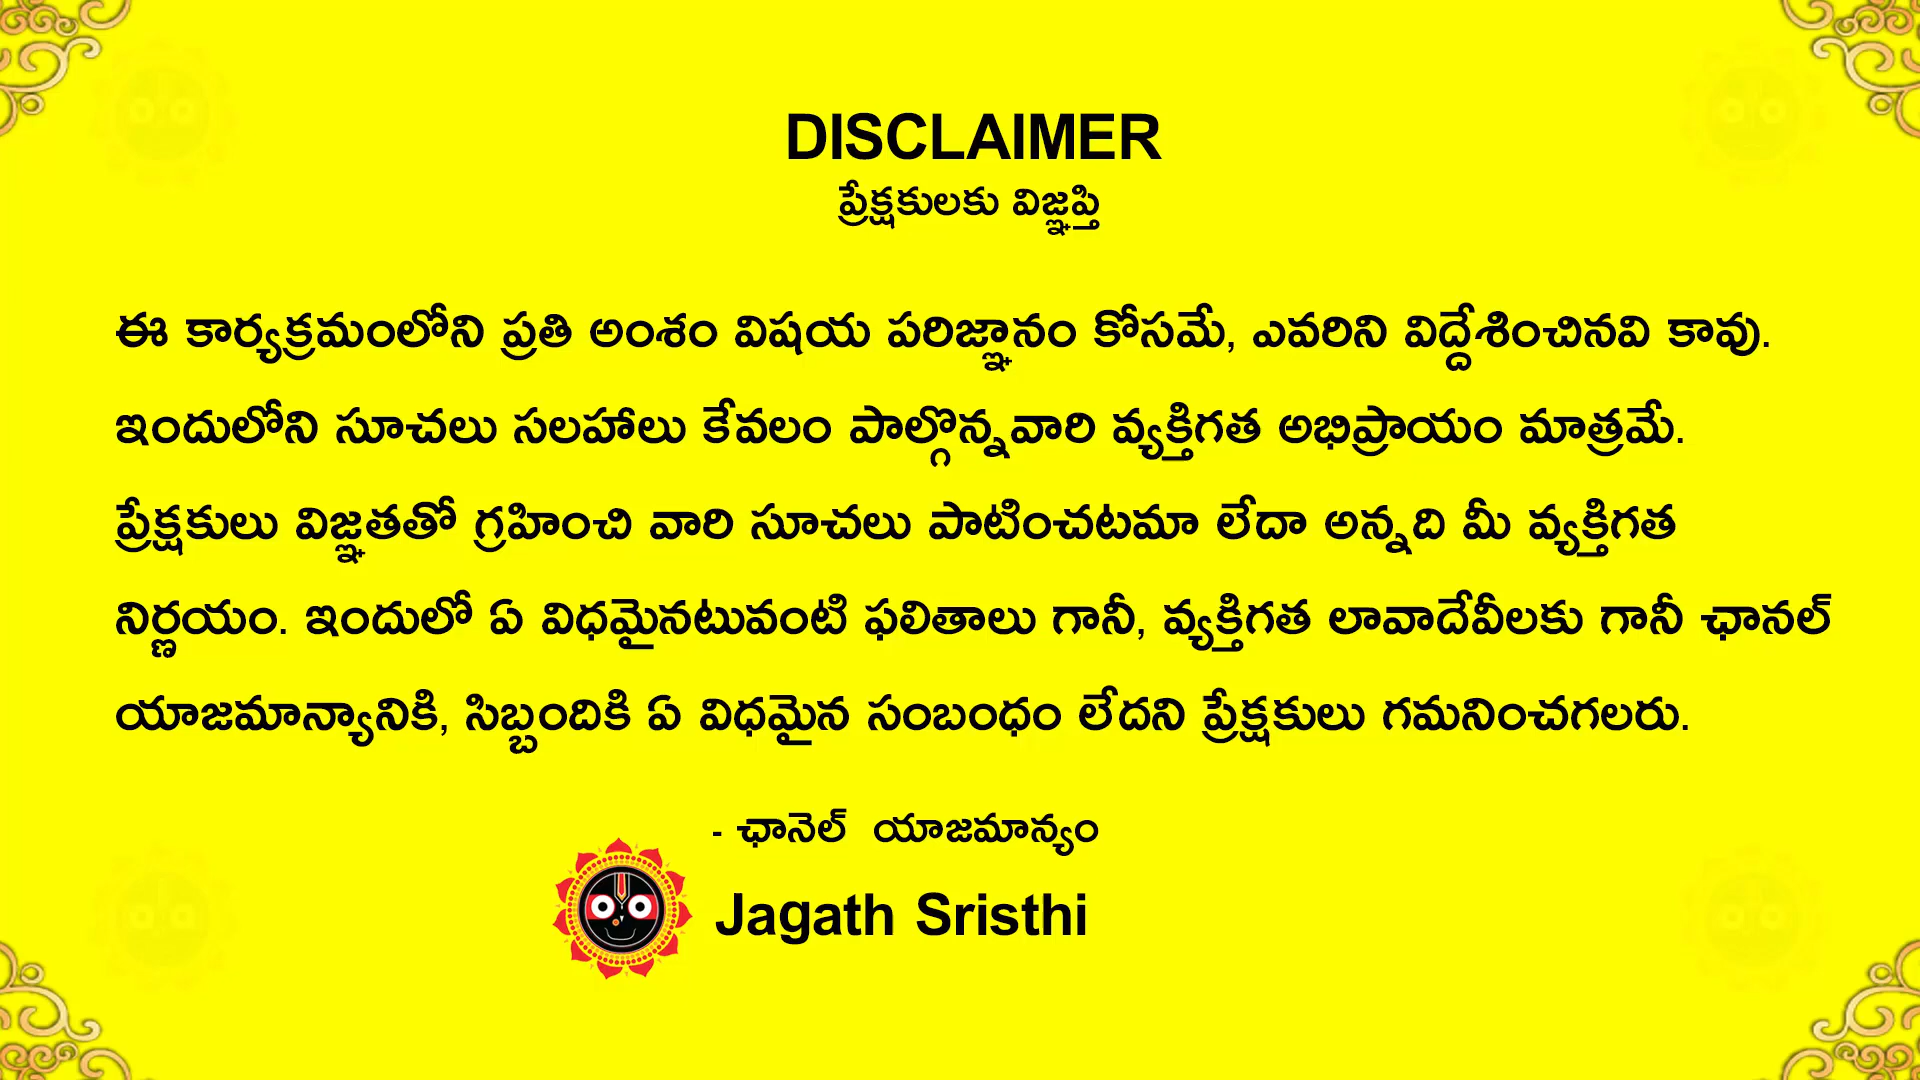 DISCLAIMER
ప్రేక్షకులకు విజ్ఞప్తి
ఈ కార్యక్రమంలోని ప్రతి అంశం విషయ పరిజ్ఞానం కోసమే, ఎవరిని విద్దేశించినవి కావు.
ఇందులోని సూచలు సలహాలు కేవలం పాల్గొన్నవారి వ్యక్తిగత అభిప్రాయం మాత్రమే.
ప్రేక్షకులు విజ్ఞతతో గ్రహించి వారి సూచలు పాటించటమా లేదా అన్నది మీ వ్యక్తిగత
నిర్ణయం. ఇందులో ఏ విధమైనటువంటి ఫలితాలు గానీ, వ్యక్తిగత లావాదేవీలకు గానీ ఛానల్
యాజమాన్యానికి, సిబ్బందికి ఏ విధమైన సంబంధం లేదని ప్రేక్షకులు గమనించగలరు.
- ఛానెల్ యాజమాన్యం
Jagath Sristhi